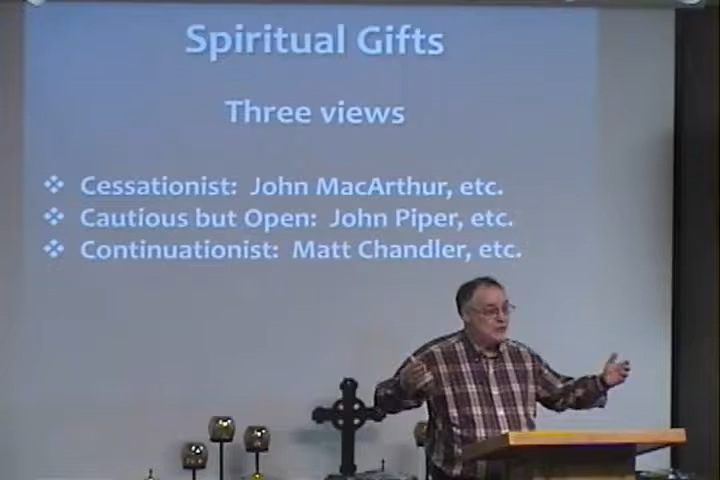 Spiritual Gifts
Three views
❖ Cessationist: John MacArthur, etc.
❖ Cautious but Open: John Piper, etc.
❖ Continuationist: Matt Chandler, etc.